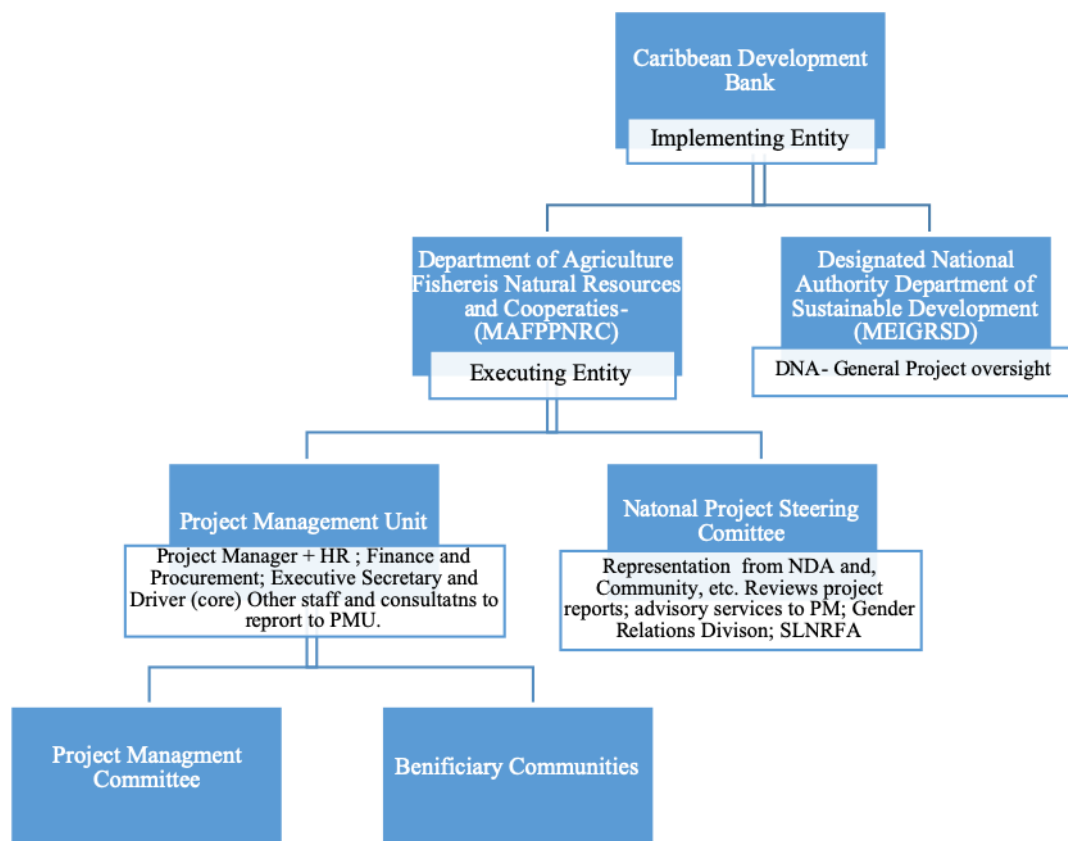 Caribbean Development
Bank
Implementing Entity
Department of Agriculture
Fishereis Natural Resources
and Cooperaties-
(MAFPPNRC)
Executing Entity
Designated National
Authority Department of
Sustainable Development
(MEIGRSD)
DNA- General Project oversight
Project Management Unit
Project Manager + HR ; Finance and
Procurement; Executive Secretary and
Driver (core) Other staff and consultatns to
reprort to PMU.
Natonal Project Steering
Comittee
Representation from NDA and,
Community, etc. Reviews project
reports; advisory services to PM; Gender
Relations Divison; SLNRFA
Project Managment
Committee
Benificiary Communities